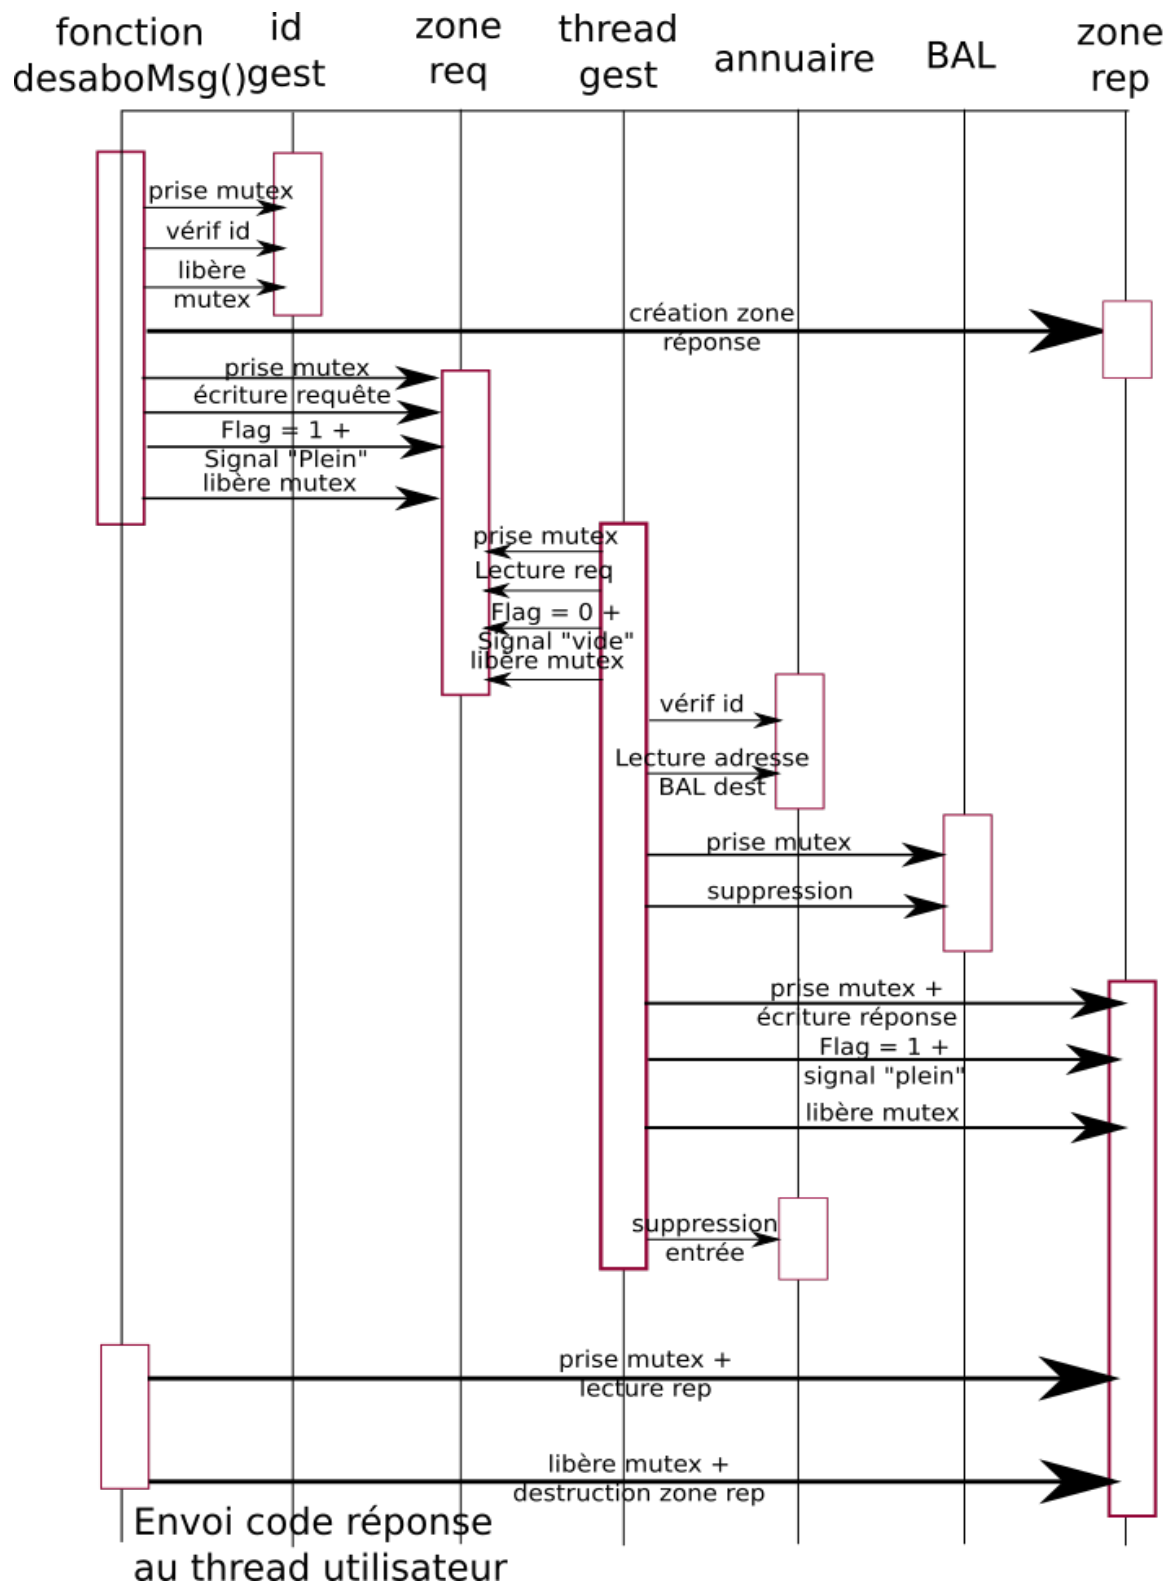 fonction
desaboMsg()
id
gest
zone
req
thread
gest
annuaire
BAL
zone
rep
prise mutex
vérif id
libère
mutex
création zone
réponse
prise mutex
écriture requête
Flag = 1 +
Signal "Plein"
libère mutex
prise mutex
Lecture req
Flag = 0 +
Signal "vide"
libère mutex
vérif id
Lecture adresse
BAL dest
prise mutex
suppression
prise mutex +
écriture réponse
Flag = 1 +
signal "plein"
libère mutex
suppression
entrée
prise mutex +
lecture rep
libère mutex +
destruction zone rep
Envoi code réponse
au thread utilisateur